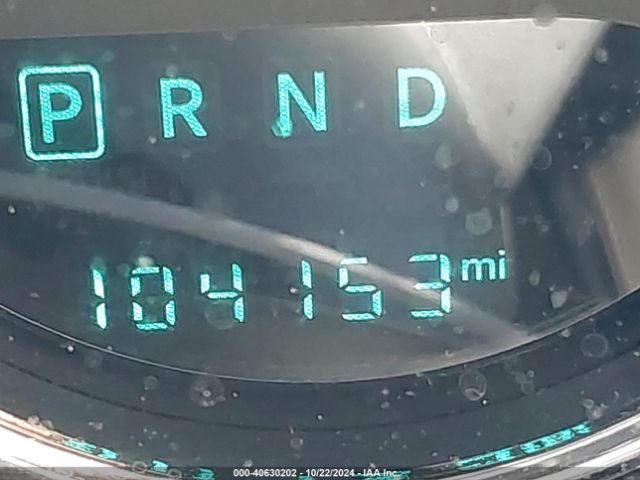 P R N D
104153 mi
000-40630202 - 10/22/2024 - IAA Inc.